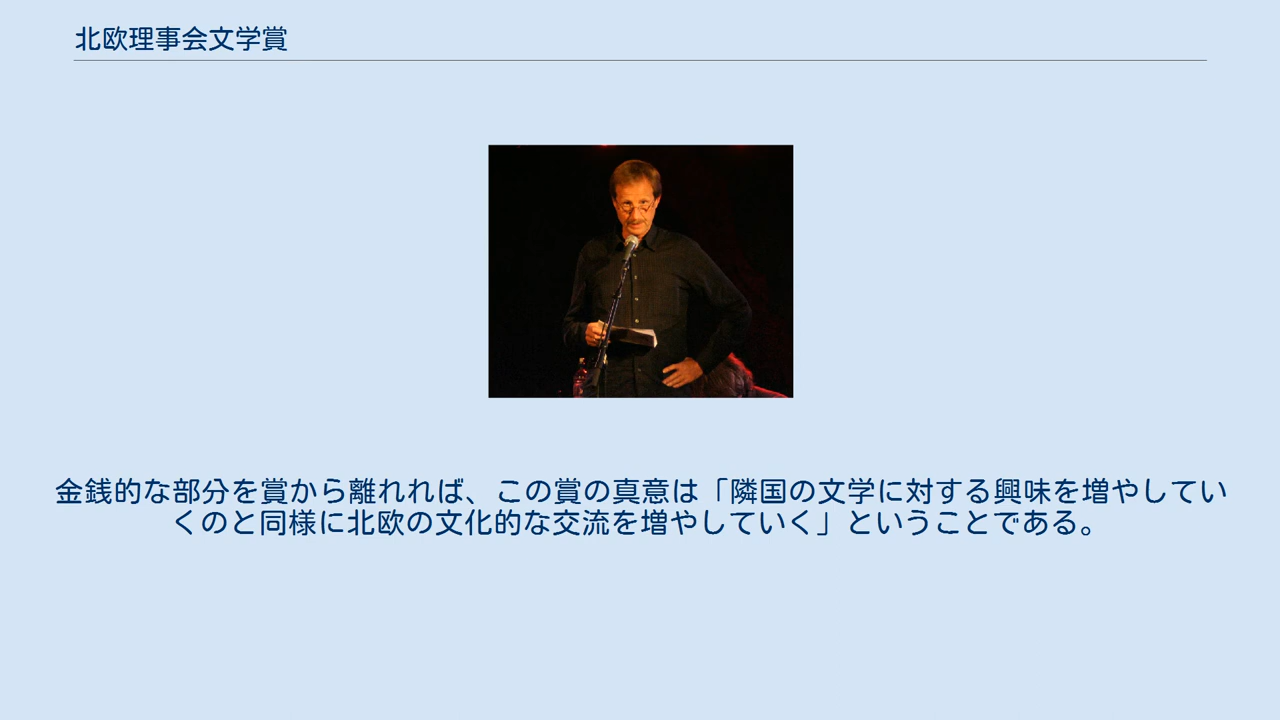 北欧理事会文学賞
金銭的な部分を賞から離れれば、この賞の真意は「隣国の文学に対する興味を増やしてい
くのと同様に北欧の文化的な交流を増やしていく」ということである。